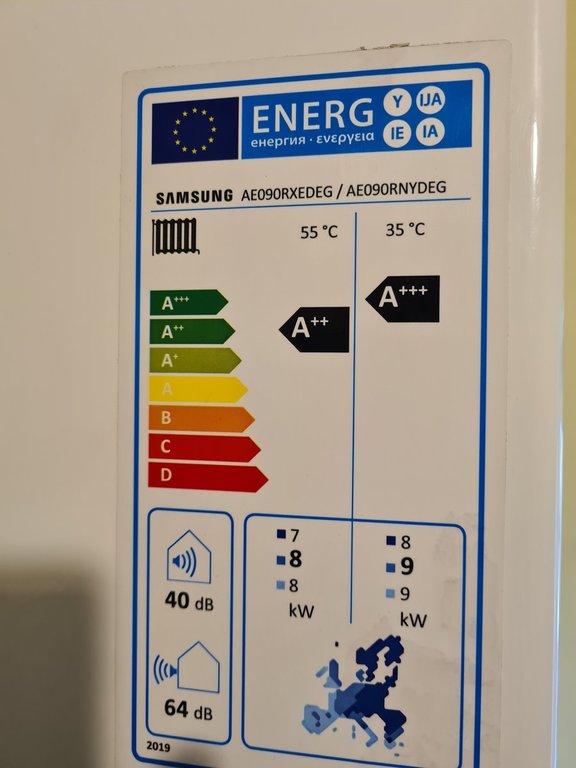 ENERG Y IJA
енергия · ενεργεια IE IA
SAMSUNG AE090RXEDEG / AE090RNYDEG
55 °C 35 °C
A+++
A++
A+
A
B
C
D
A++
A+++
40 dB
64 dB
7
8
8
kW
8
9
9
kW
2019